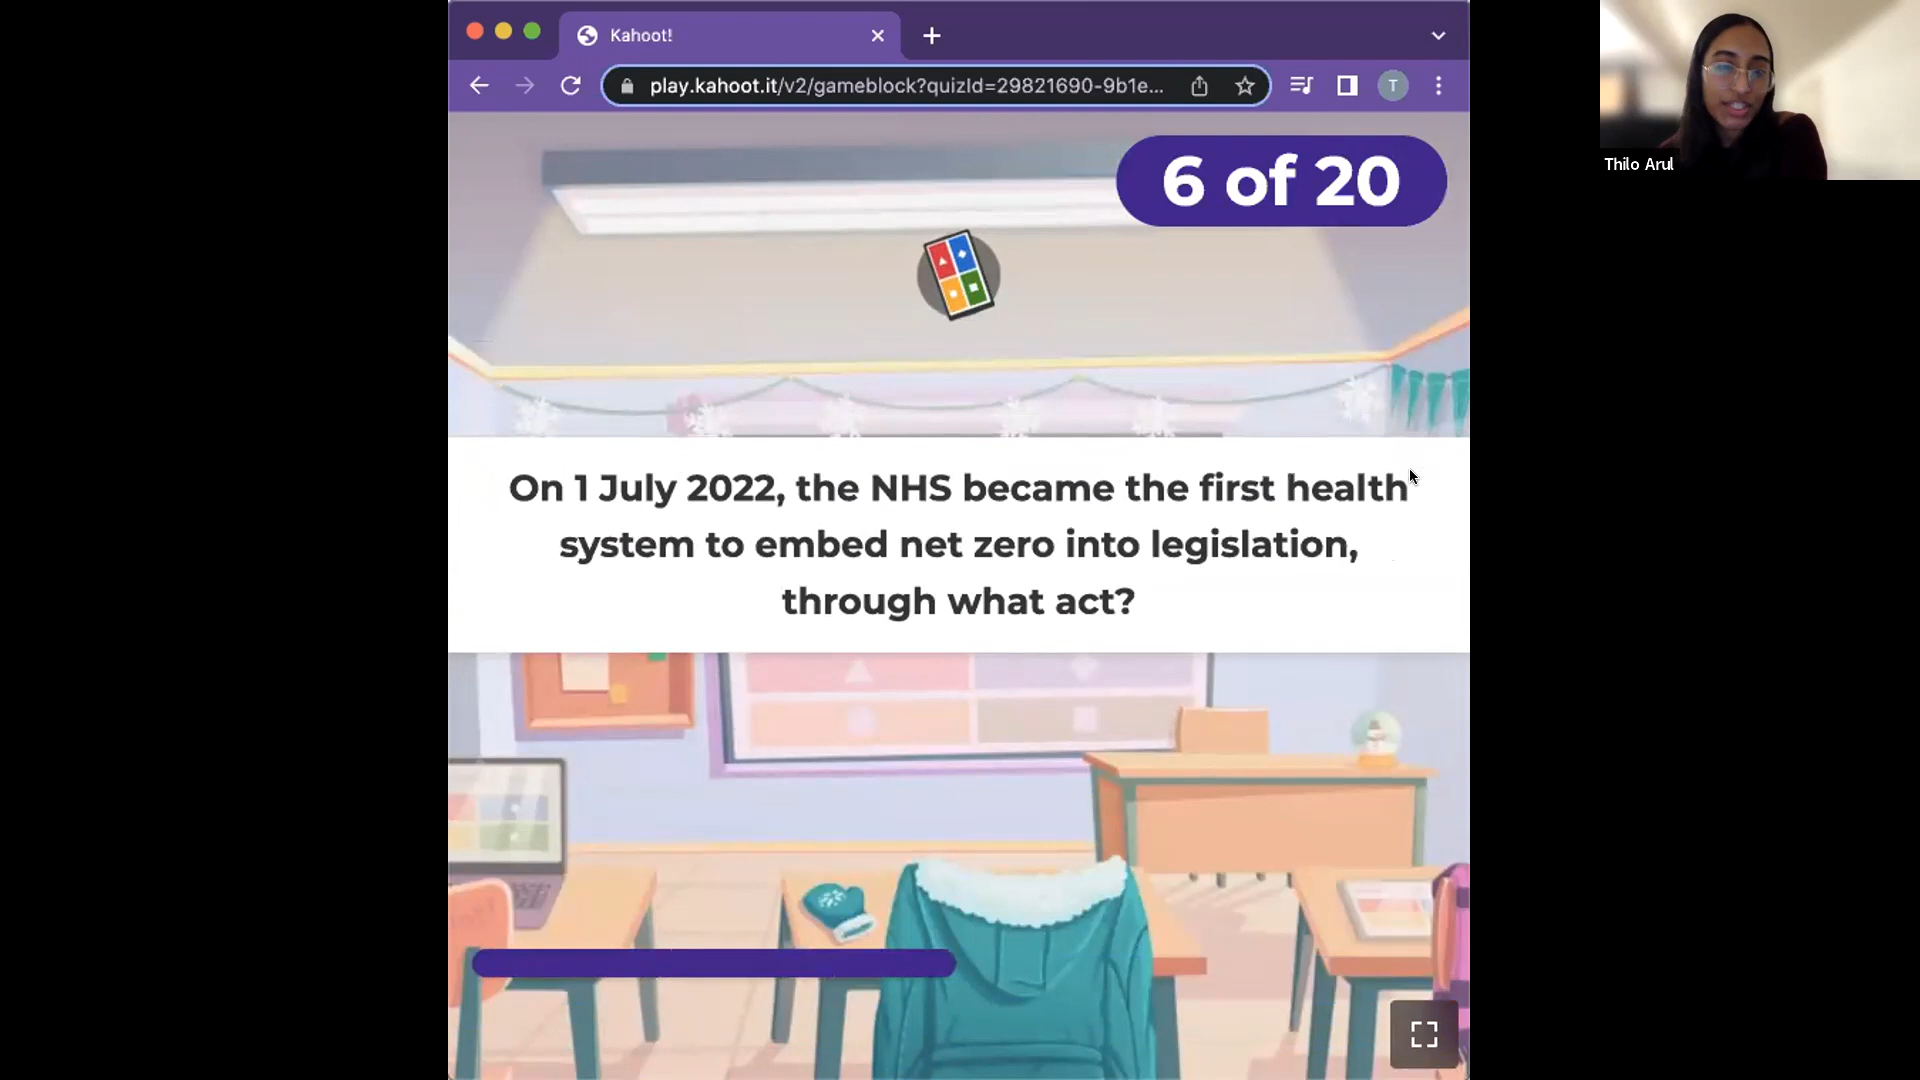 Kahoot!
play.kahoot.it/v2/gameblock?quizId=29821690-9b1e...
T
6 of 20
On 1 July 2022, the NHS became the first health
system to embed net zero into legislation,
through what act?
Thilo Arul